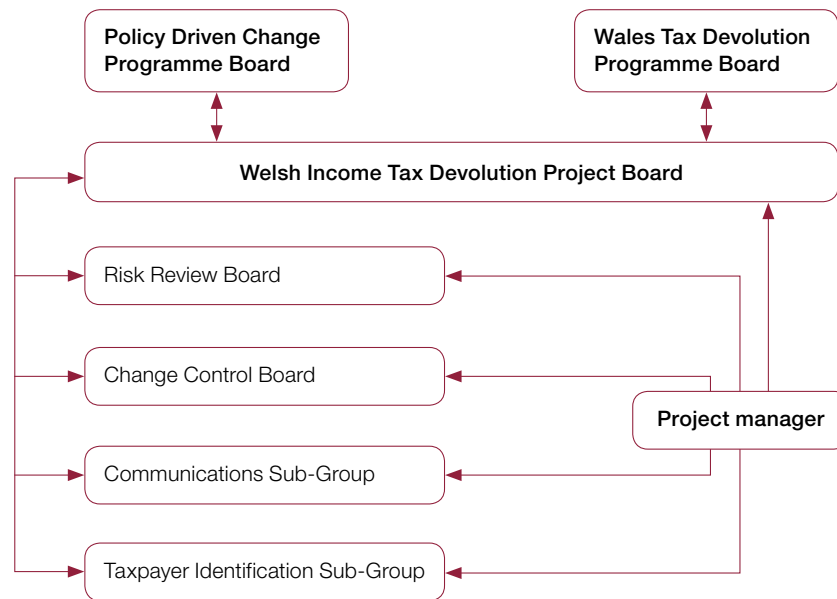 Policy Driven Change
Programme Board
Wales Tax Devolution
Programme Board
Welsh Income Tax Devolution Project Board
Risk Review Board
Change Control Board
Project manager
Communications Sub-Group
Taxpayer Identification Sub-Group